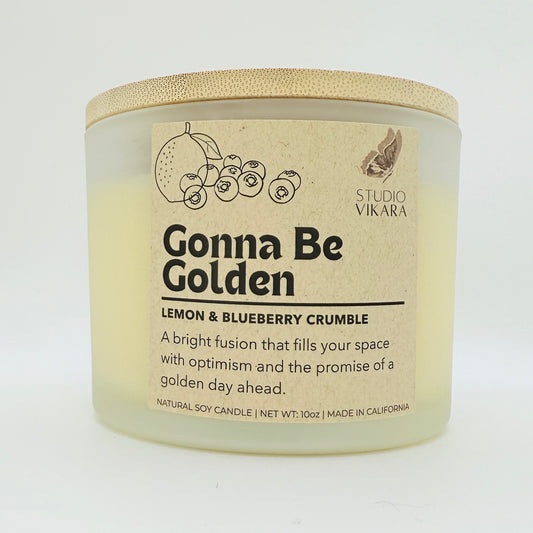 STUDIO
VIKARA
Gonna Be
Golden
LEMON & BLUEBERRY CRUMBLE
A bright fusion that fills your space
with optimism and the promise of a
golden day ahead.
NATURAL SOY CANDLE | NET WT: 10oz | MADE IN CALIFORNIA